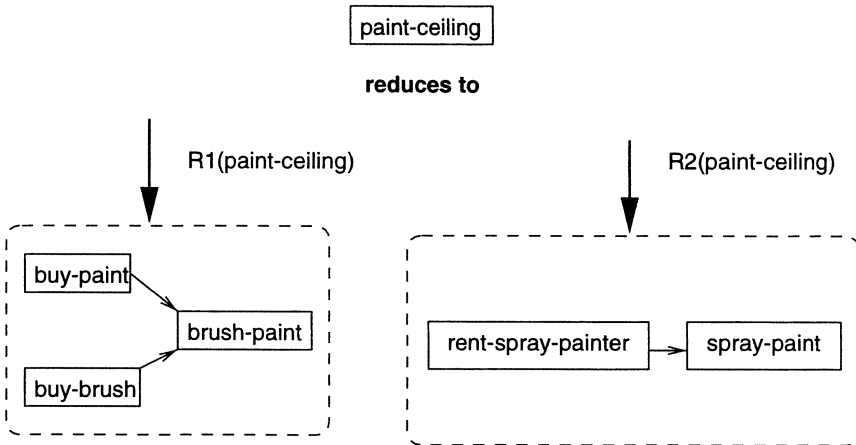 paint-ceiling
reduces to
R1(paint-ceiling)
R2(paint-ceiling)
buy-paint
brush-paint
buy-brush
rent-spray-painter
spray-paint